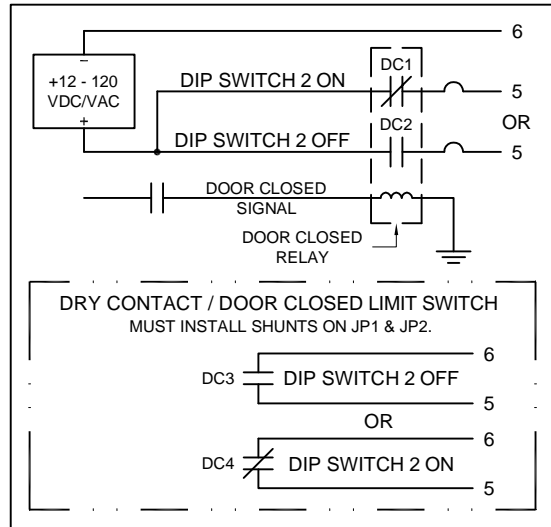 6
−
+12 - 120
VDC/VAC
+
DC1
DIP SWITCH 2 ON
5
OR
DC2
DIP SWITCH 2 OFF
5
DOOR CLOSED
SIGNAL
DOOR CLOSED
RELAY
DRY CONTACT / DOOR CLOSED LIMIT SWITCH
MUST INSTALL SHUNTS ON JP1 & JP2.
6
DC3 DIP SWITCH 2 OFF
5
OR
6
DC4 DIP SWITCH 2 ON
5